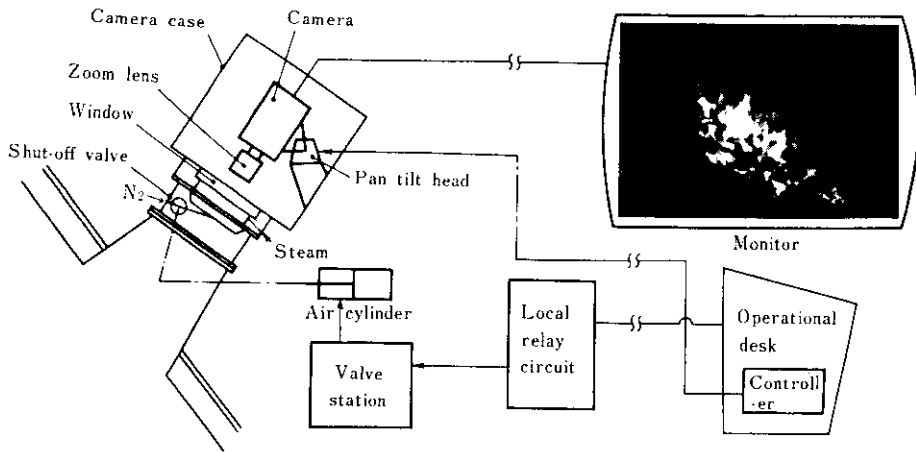 Camera case
Camera
Zoom lens
Window
Shut-off valve
N2
Pan tilt head
Steam
Monitor
Air cylinder
Local
relay
circuit
Operational
desk
Valve
station
Controll
-er